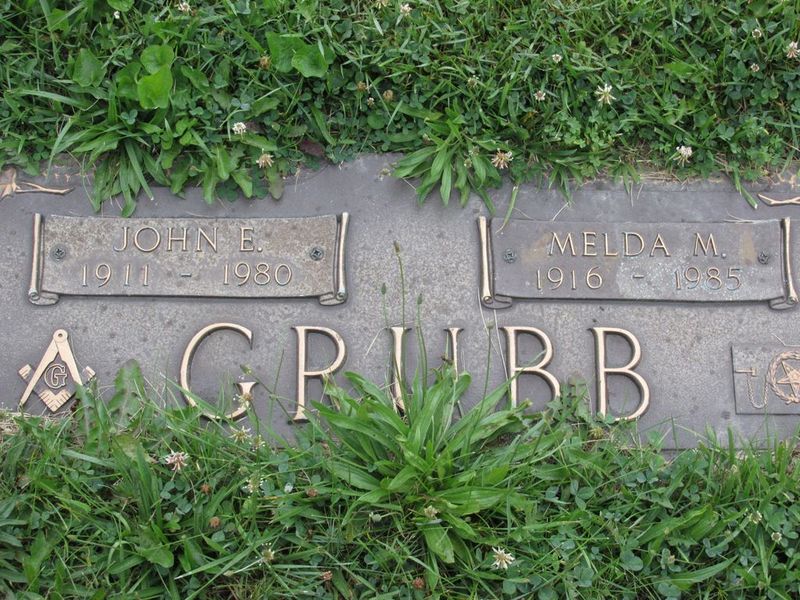 JOHN E.
1911 - 1980
MELDA M.
1916 - 1985
GRUBB
G